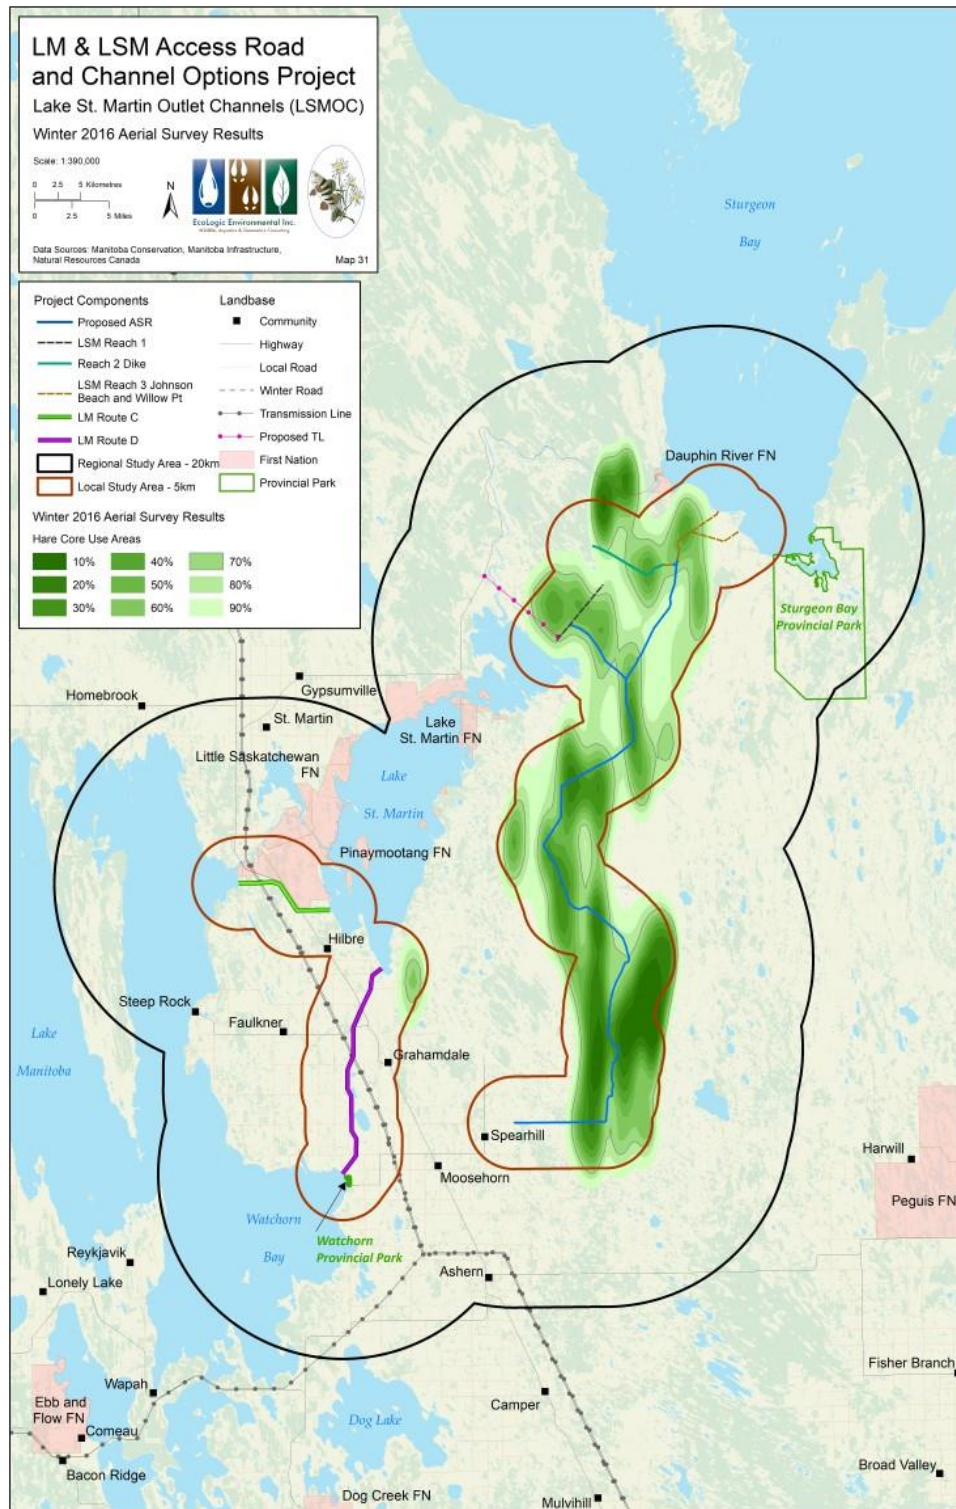 LM & LSM Access Road
and Channel Options Project
Lake St. Martin Outlet Channels (LSMOC)
Winter 2016 Aerial Survey Results
Scale: 1:390,000
0 2.5 5 Kilometres
0 2.5 5 Miles
N
EcoLogic Environmental Inc.
Data Sources: Manitoba Conservation, Manitoba Infrastructure,
Natural Resources Canada
Map 31
Project Components
Proposed ASR
LSM Reach 1
Reach 2 Dike
LSM Reach 3 Johnson
Beach and Willow Pt
LM Route C
LM Route D
Regional Study Area - 20km
Local Study Area - 5km
Landbase
Community
Highway
Local Road
Winter Road
Transmission Line
Proposed TL
First Nation
Provincial Park
Winter 2016 Aerial Survey Results
Hare Core Use Areas
10% 40% 70%
20% 50% 80%
30% 60% 90%
Sturgeon
Bay
Dauphin River FN
Sturgeon Bay
Provincial Park
Gypsumville
Homebrook
St. Martin
Lake
St. Martin FN
Little Saskatchewan
FN
Lake
St. Martin
Pinaymootang FN
Hilbre
Steep Rock
Faulkner
Lake
Manitoba
Grahamdale
Spearhill
Harwill
Moosehorn
Peguis FN
Watchorn
Bay
Watchorn
Provincial Park
Reykjavik
Lonely Lake
Ashern
Fisher Branch
Wapah
Ebb and
Flow FN
Camper
Dog Lake
Comeau
Bacon Ridge
Broad Valley
Dog Creek FN
Mulvihill